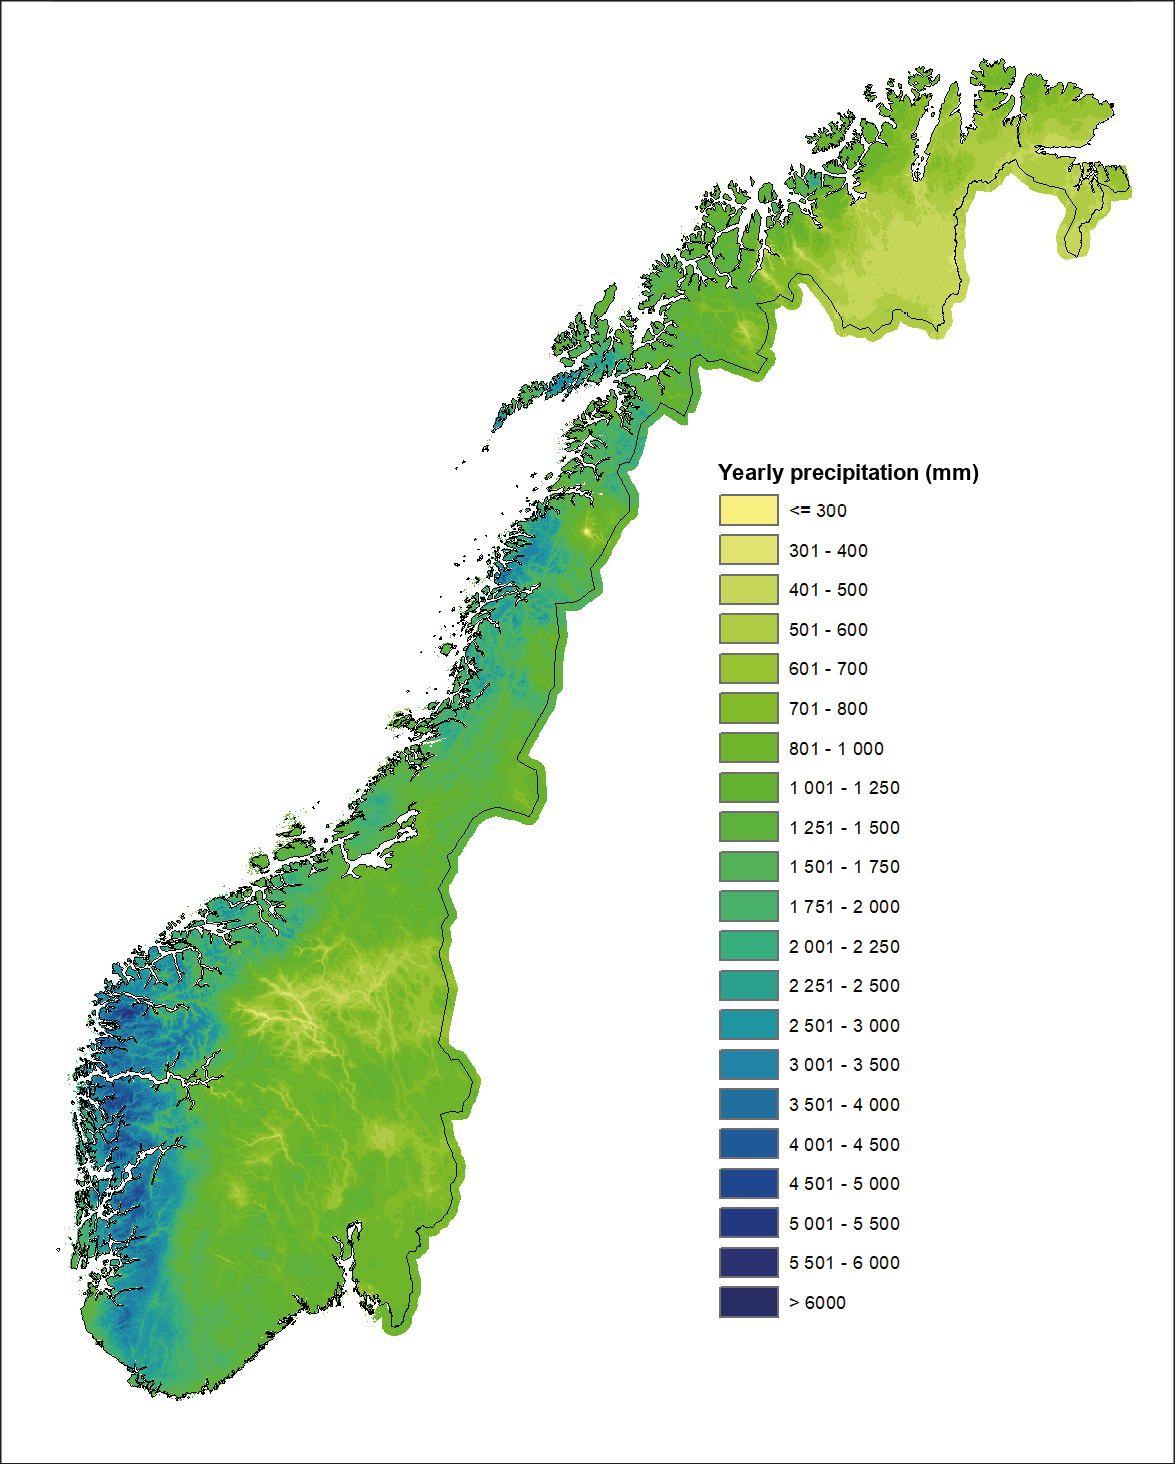 Yearly precipitation (mm)
<= 300
301 - 400
401 - 500
501 - 600
601 - 700
701 - 800
801 - 1 000
1 001 - 1 250
1 251 - 1 500
1 501 - 1 750
1 751 - 2 000
2 001 - 2 250
2 251 - 2 500
2 501 - 3 000
3 001 - 3 500
3 501 - 4 000
4 001 - 4 500
4 501 - 5 000
5 001 - 5 500
5 501 - 6 000
> 6000